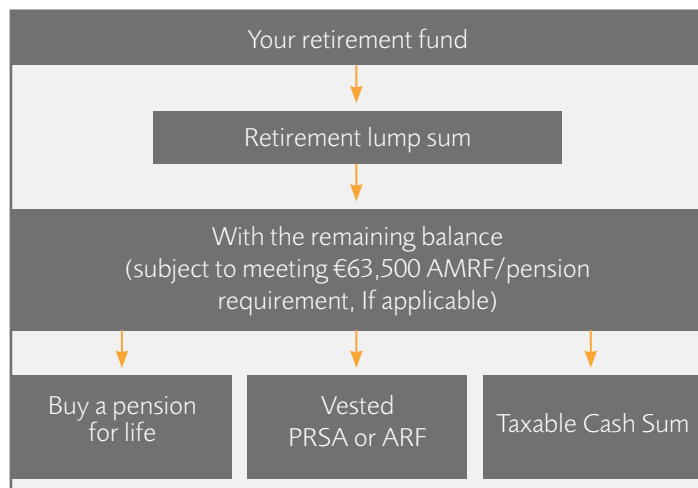 Your retirement fund
Retirement lump sum
With the remaining balance
(subject to meeting €63,500 AMRF/pension
requirement, If applicable)
Buy a pension
for life
Vested
PRSA or ARF
Taxable Cash Sum